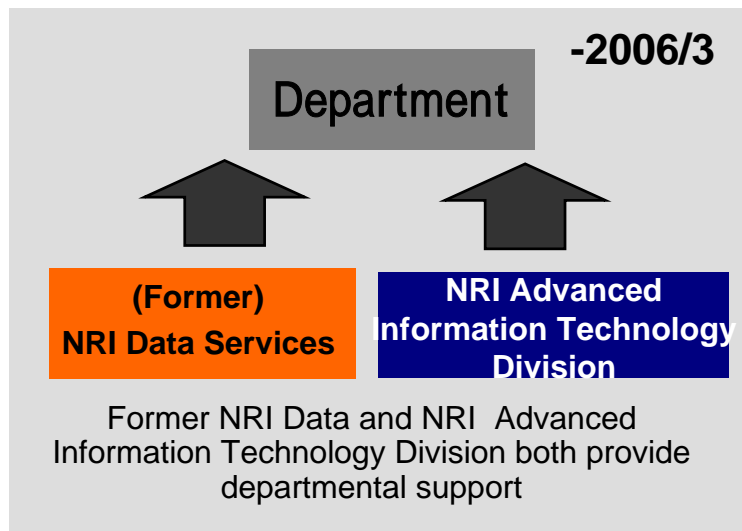 -2006/3
Department
(Former)
NRI Data Services
NRI Advanced
Information Technology
Division
Former NRI Data and NRI Advanced
Information Technology Division both provide
departmental support